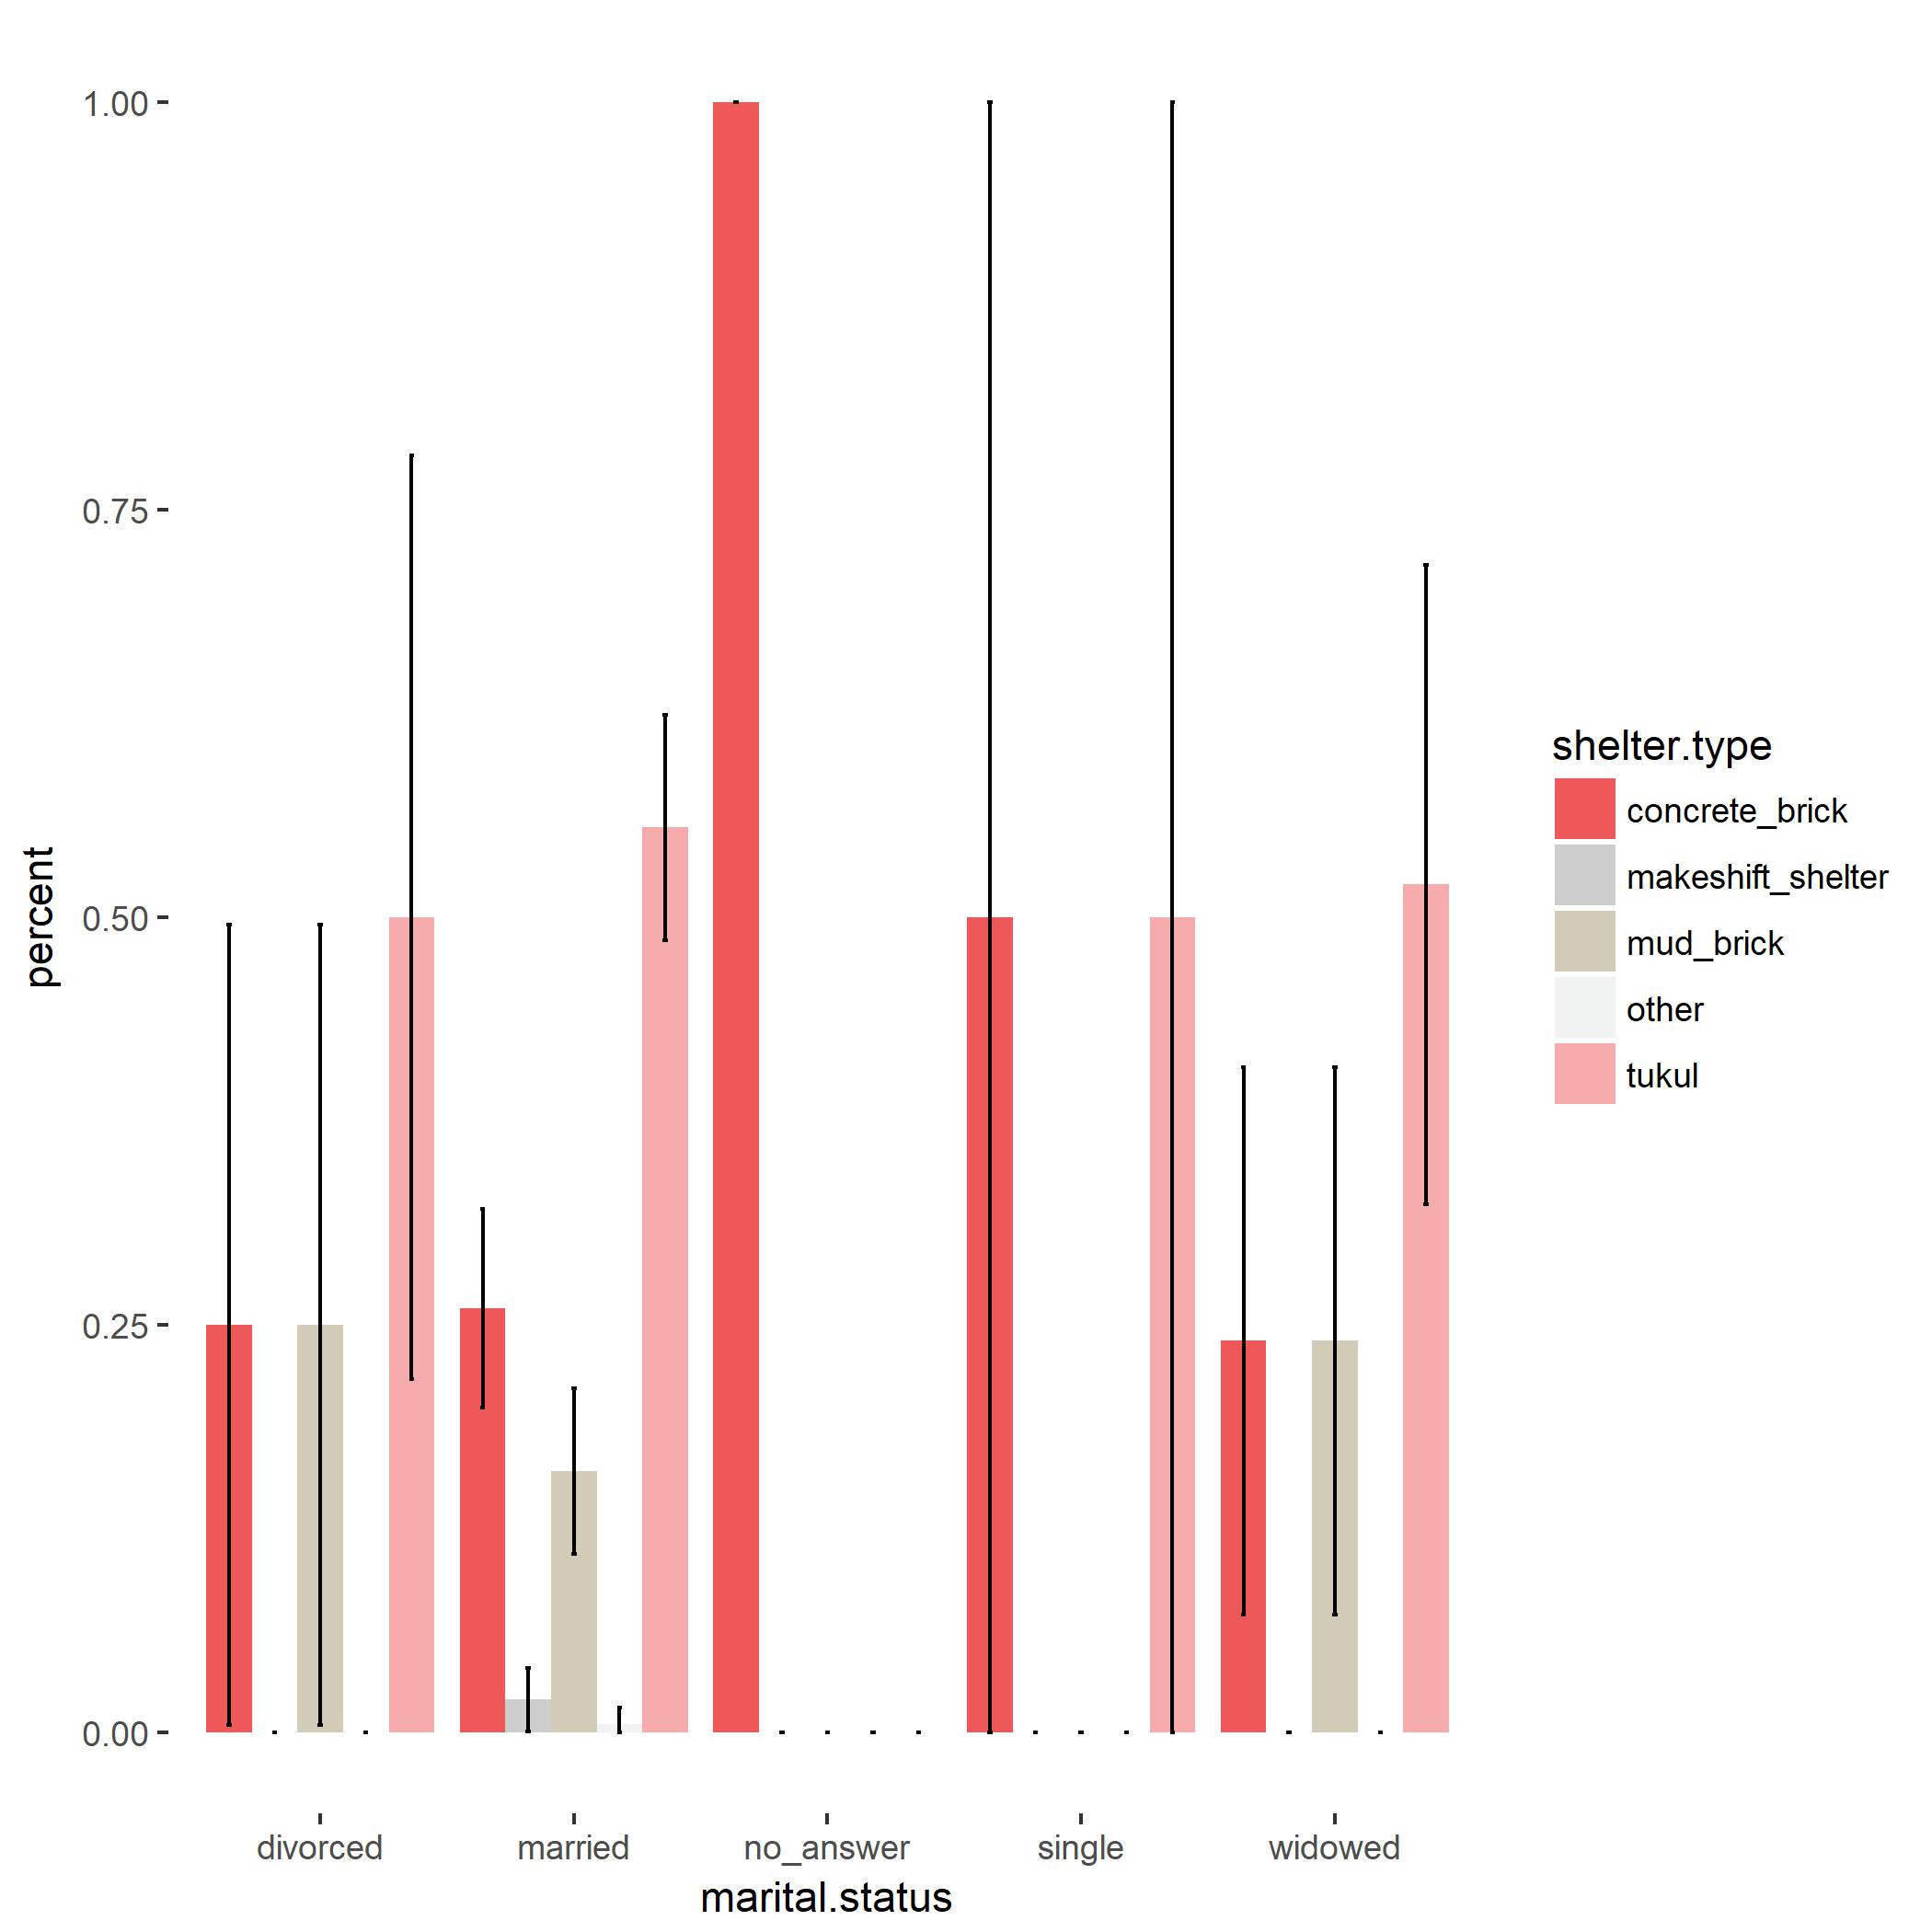 1.00
0.75
0.50
0.25
0.00
percent
divorced married no_answer single widowed
marital.status
shelter.type
concrete_brick
makeshift_shelter
mud_brick
other
tukul